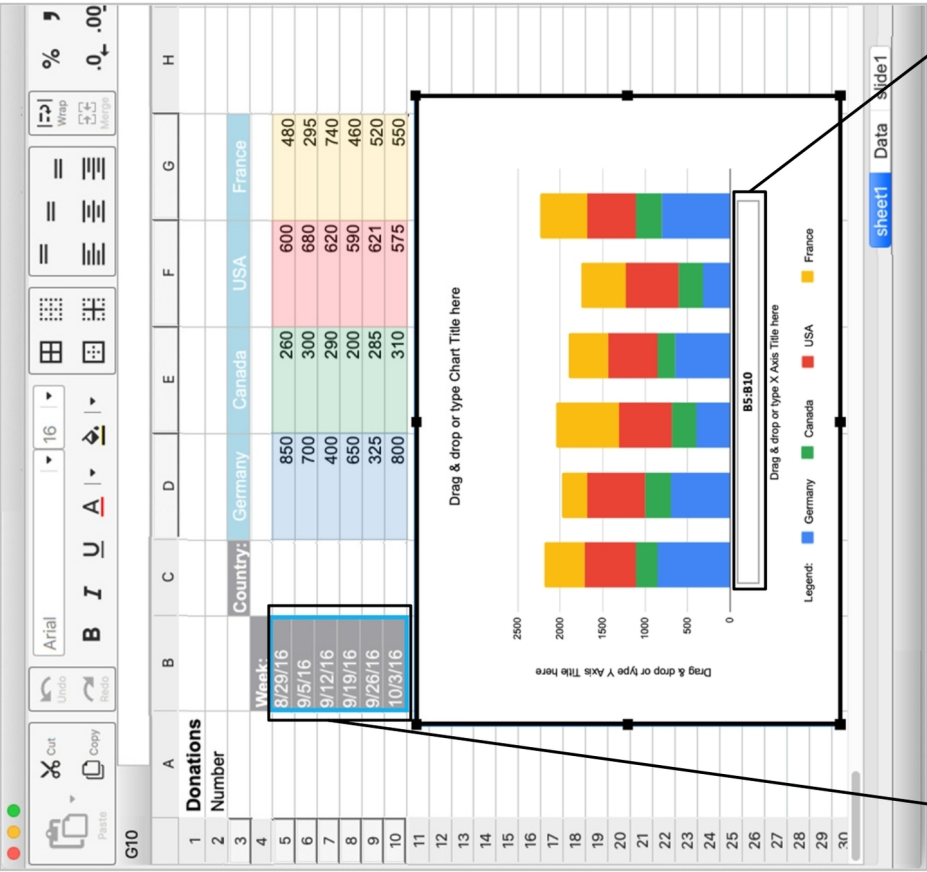 Cut
Copy
Paste
Undo
Redo
Arial
16
B I U A
Wrap
Merge
% ,
.0 .00
G10
A B C D E F G H
1 Donations
2 Number
3 Country: Germany Canada USA France
4 Week:
5 8/29/16 850 260 600 480
6 9/5/16 700 300 680 295
7 9/12/16 400 290 620 740
8 9/19/16 650 200 590 460
9 9/26/16 325 285 621 520
10 10/3/16 800 310 575 550
11
12
13
14
15
16
17
18
19
20
21
22
23
24
25
26
27
28
29
30
Drag & drop or type Chart Title here
Drag & drop or type Y Axis Title here
2500
2000
1500
1000
500
0
B5:B10
Drag & drop or type X Axis Title here
Legend: Germany Canada USA France
sheet1 Data slide1